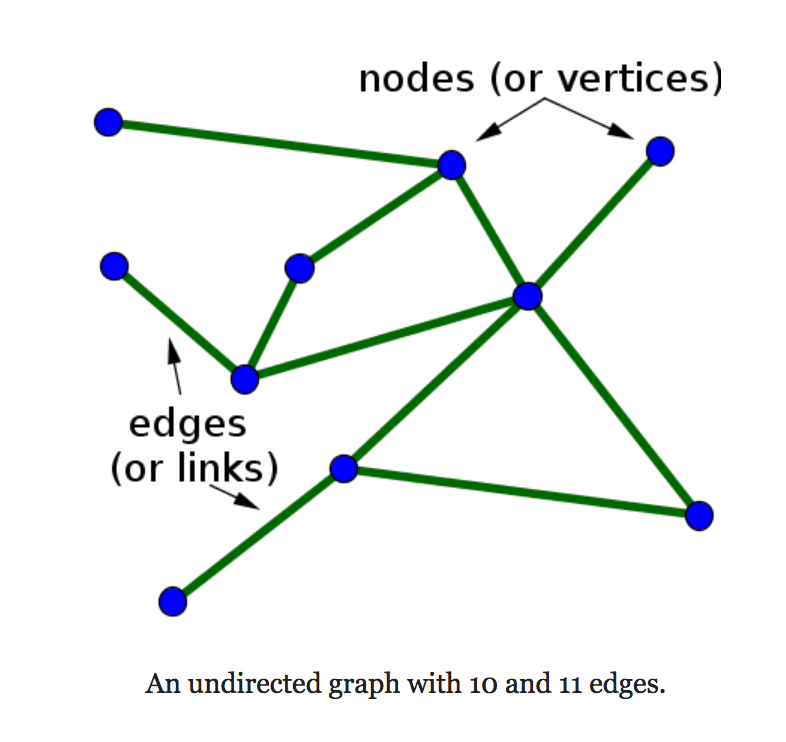 nodes (or vertices)
edges
(or links)
An undirected graph with 10 and 11 edges.